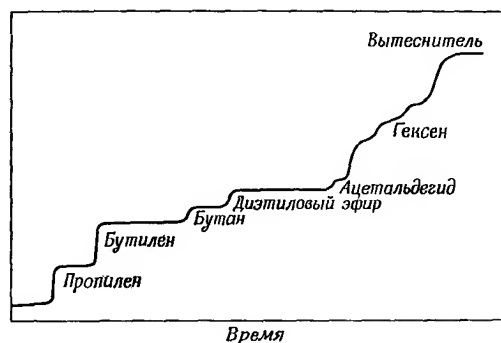 Вытеснитель
Гексен
Ацетальдегид
Диэтиловый эфир
Бутан
Бутилен
Пропилен
Время